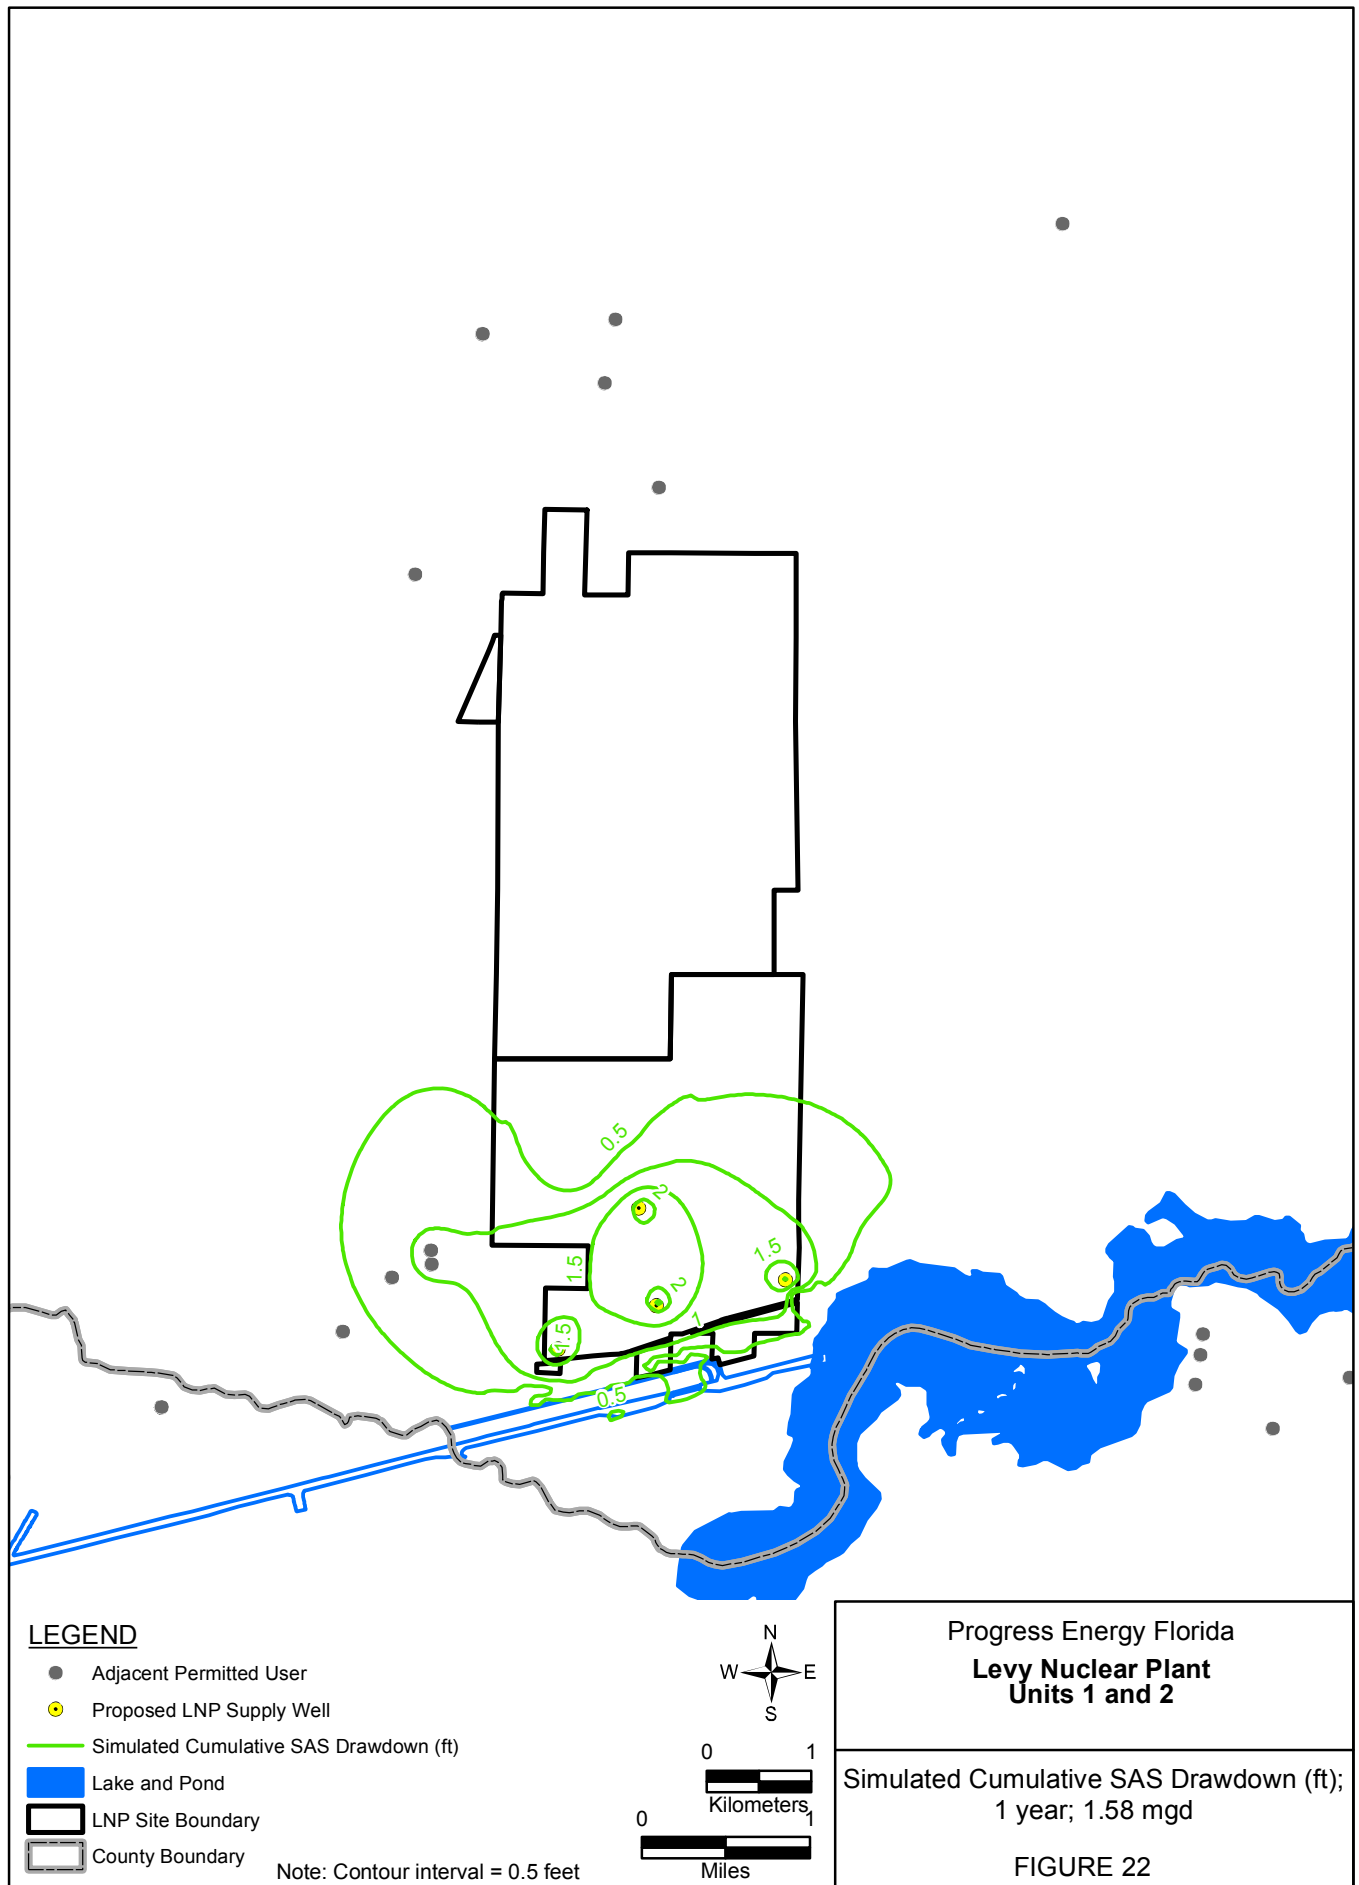 0.5
2
1.5
1.5
2
1
1.5
0.5
LEGEND
Adjacent Permitted User
Proposed LNP Supply Well
Simulated Cumulative SAS Drawdown (ft)
Lake and Pond
LNP Site Boundary
County Boundary
Note: Contour interval = 0.5 feet
N
W E
S
0 1
Kilometers
0 1
Miles
Progress Energy Florida
Levy Nuclear Plant
Units 1 and 2
Simulated Cumulative SAS Drawdown (ft);
1 year; 1.58 mgd
FIGURE 22